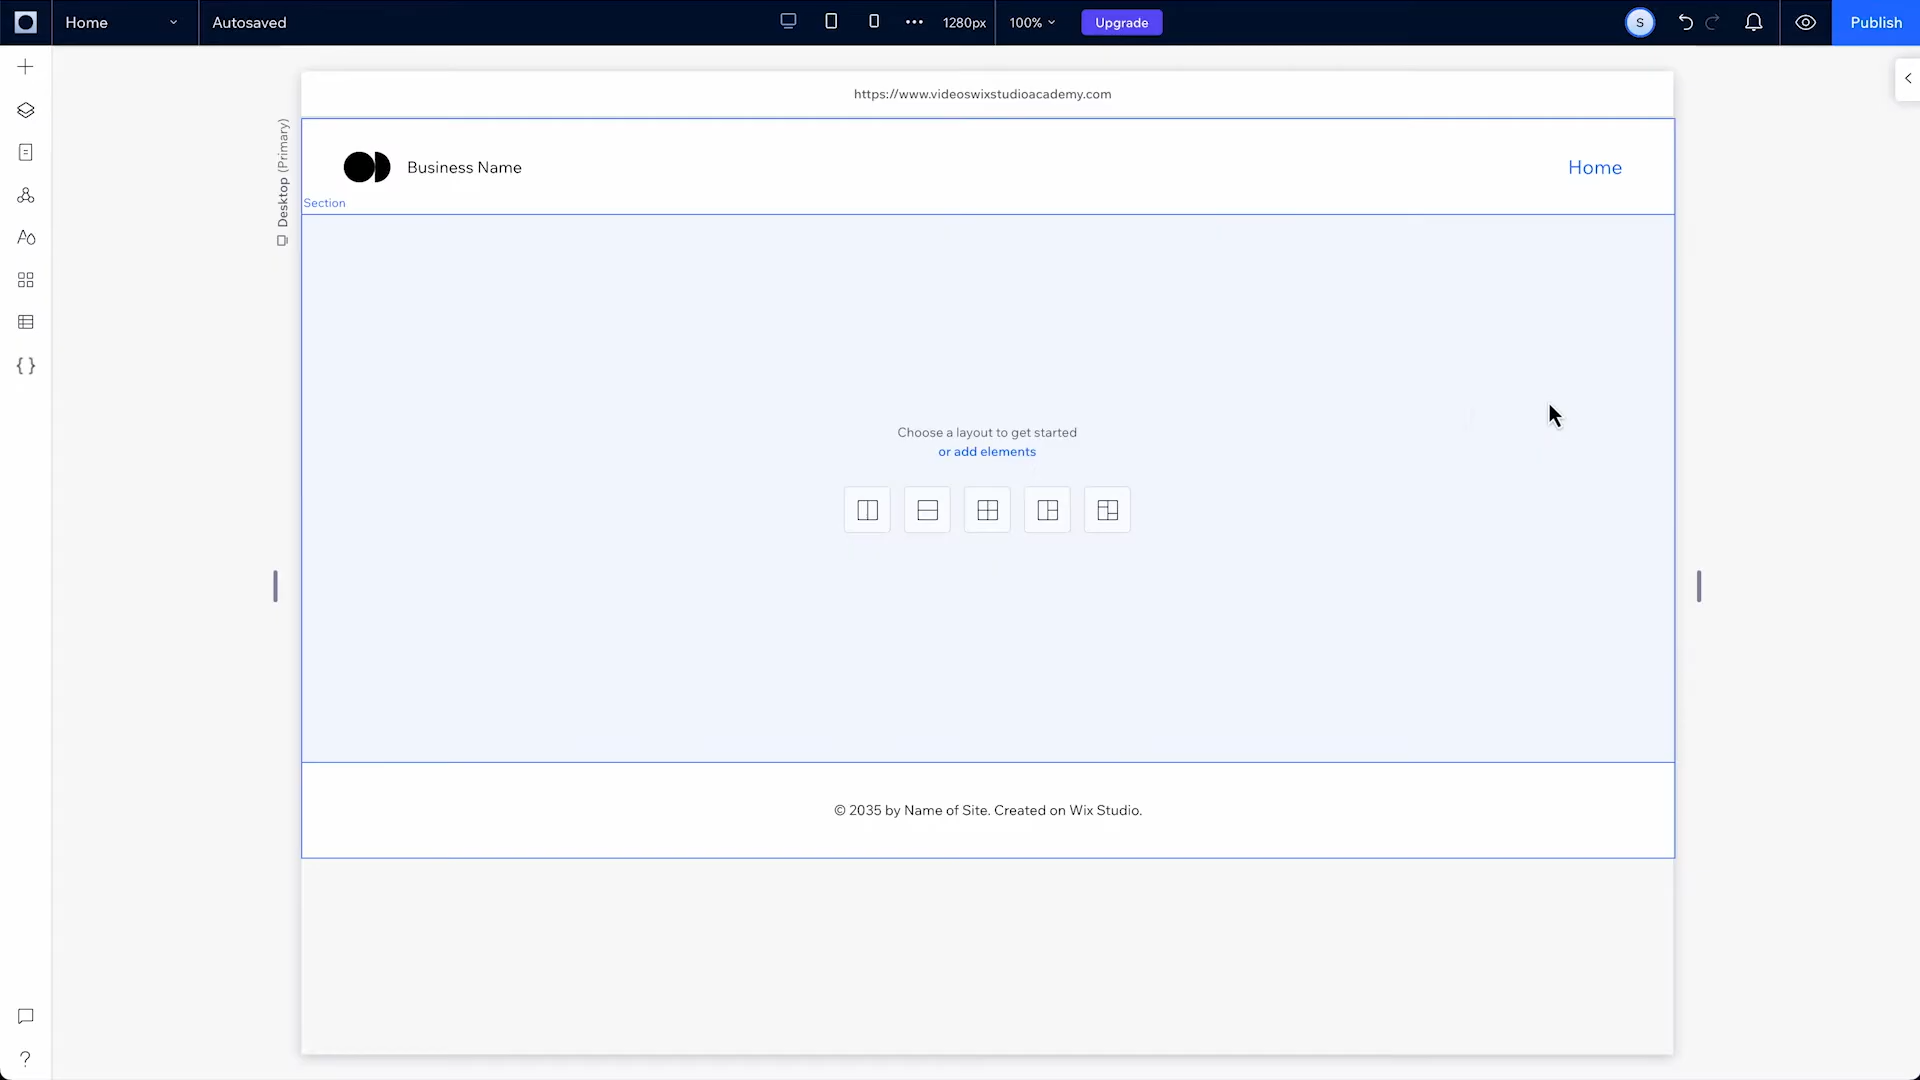 Home
Autosaved
1280px
100%
Upgrade
S
Publish
https://www.videoswixstudioacademy.com
Desktop (Primary)
Business Name
Home
Section
Choose a layout to get started
or add elements
© 2035 by Name of Site. Created on Wix Studio.
?